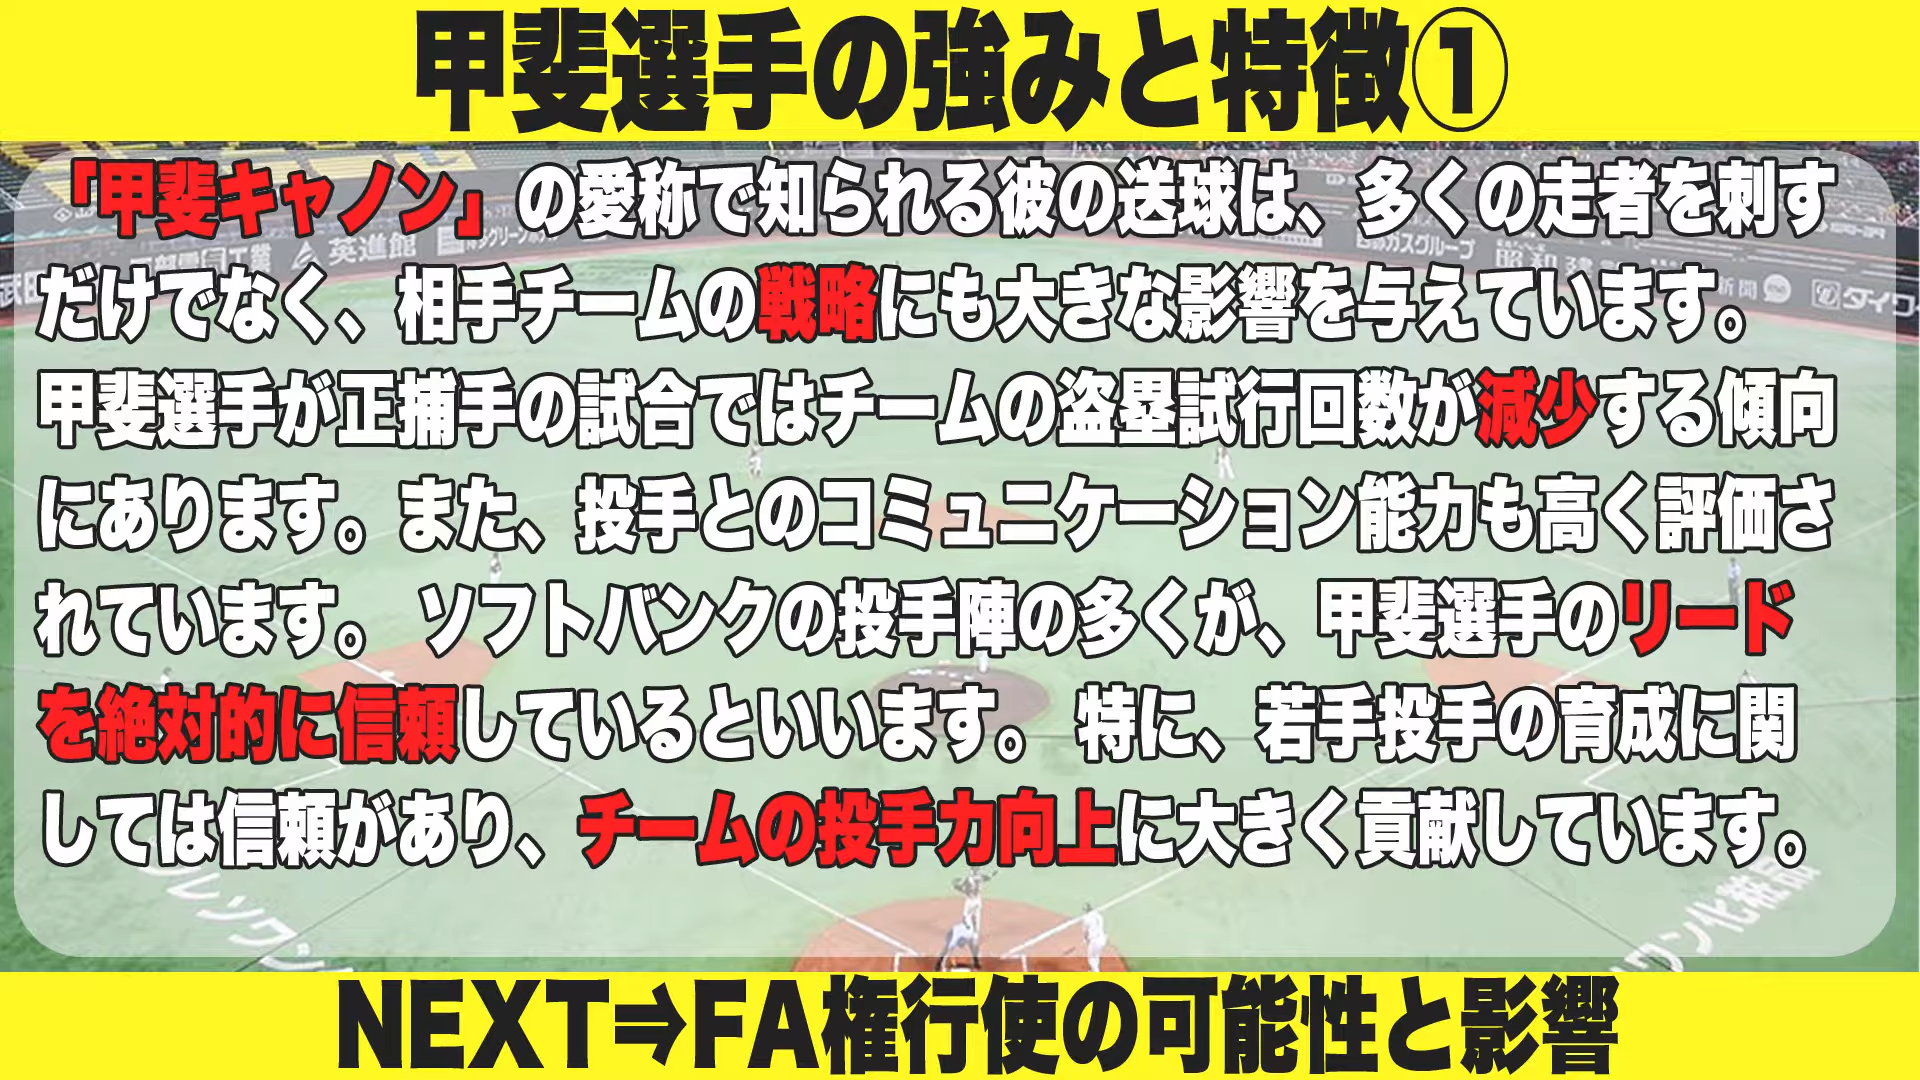 甲斐選手の強みと特徴①
「甲斐キャノン」の愛称で知られる彼の送球は、多くの走者を刺す
だけでなく、相手チームの戦略にも大きな影響を与えています。
甲斐選手が正捕手の試合ではチームの盗塁試行回数が減少する傾向
にあります。また、投手とのコミュニケーション能力も高く評価さ
れています。 ソフトバンクの投手陣の多くが、甲斐選手のリード
を絶対的に信頼しているといいます。 特に、若手投手の育成に関
しては信頼があり、チームの投手力向上に大きく貢献しています。
英進館
ダイワ
NEXT⇒FA権行使の可能性と影響